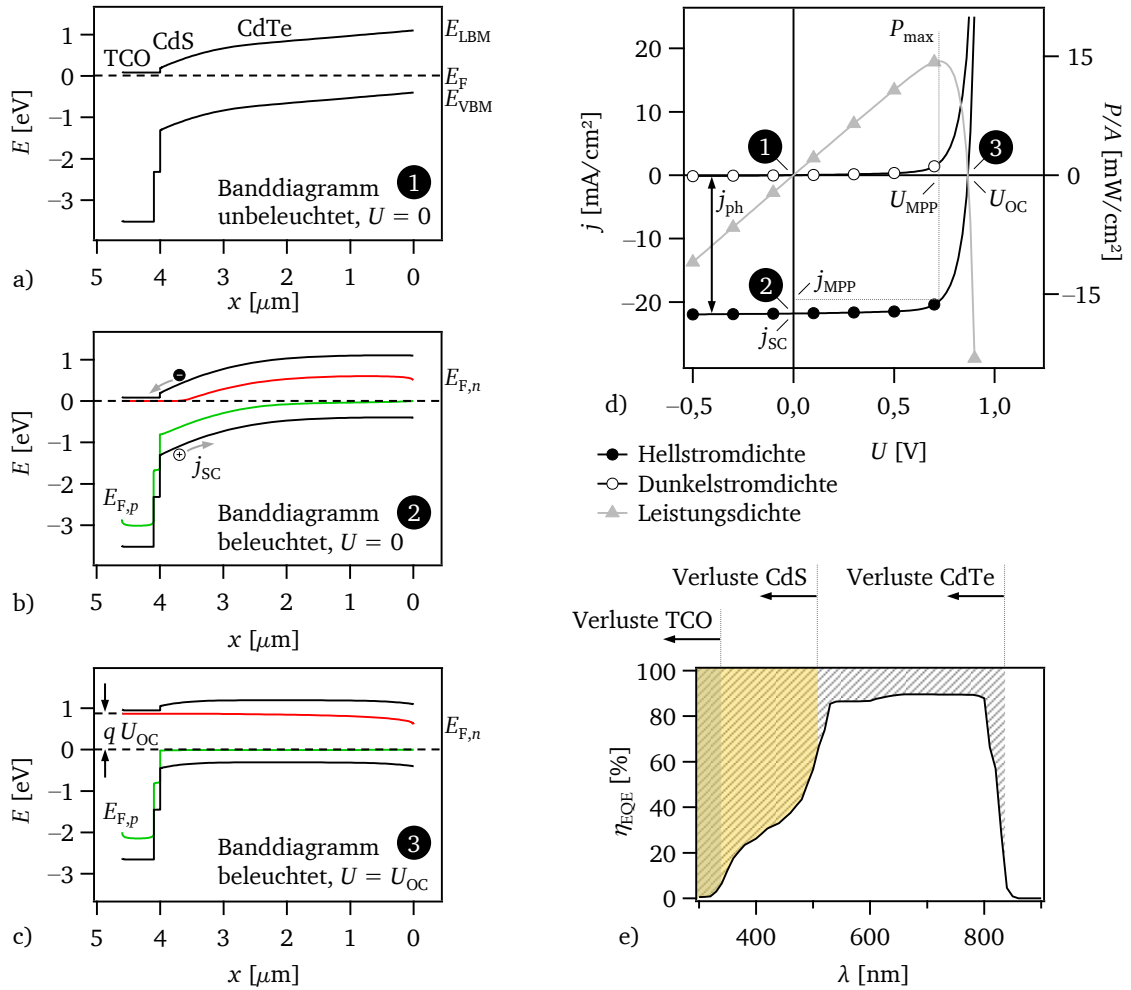 TCO
CdS
CdTe
E_LBM
E_F
E_VBM
E [eV]
1
0
−1
−2
−3
Banddiagramm
unbeleuchtet, U = 0
1
5
4
3
2
1
0
x [μm]
a)
E_F,n
E [eV]
1
0
−1
−2
−3
−
+
j_SC
E_F,p
Banddiagramm
beleuchtet, U = 0
2
5
4
3
2
1
0
x [μm]
b)
E_F,n
E [eV]
1
0
−1
−2
−3
q U_OC
E_F,p
Banddiagramm
beleuchtet, U = U_OC
3
5
4
3
2
1
0
x [μm]
c)
P_max
j [mA/cm²]
20
10
0
−10
−20
P/A [mW/cm²]
15
0
−15
1
2
3
j_ph
U_MPP
U_OC
j_MPP
j_SC
d)
−0,5
0,0
0,5
1,0
U [V]
Hellstromdichte
Dunkelstromdichte
Leistungsdichte
Verluste CdS
Verluste CdTe
Verluste TCO
η_EQE [%]
100
80
60
40
20
0
400
600
800
λ [nm]
e)